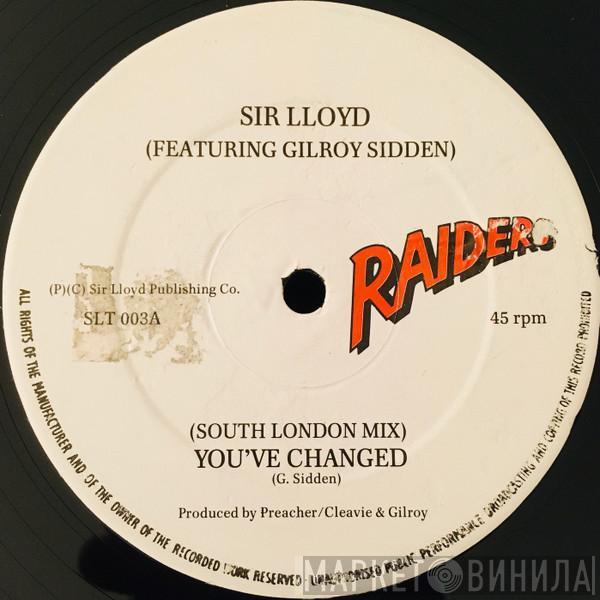 SIR LLOYD
(FEATURING GILROY SIDDEN)
RAIDERS
(P)(C) Sir Lloyd Publishing Co.
SLT 003A
45 rpm
(SOUTH LONDON MIX)
YOU'VE CHANGED
(G. Sidden)
Produced by Preacher/Cleavie & Gilroy
ALL RIGHTS OF THE MANUFACTURER AND OF THE OWNER OF THE RECORDED WORK RESERVED · UNAUTHORISED PUBLIC PERFORMANCE BROADCASTING AND COPYING OF THIS RECORD PROHIBITED
МАРКЕТ ВИНИЛА